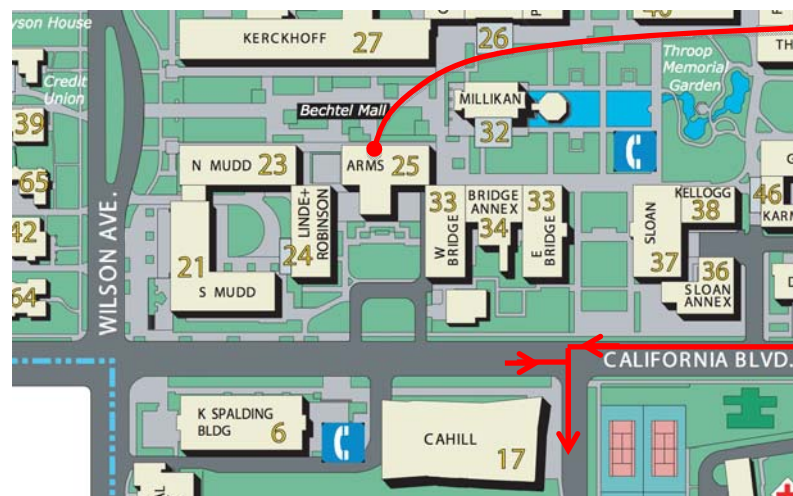 yson House
KERCKHOFF 27
26
Throop
Memorial
Garden
TH
Credit
Union
39
Bechtel Mall
MILLIKAN
32
65
N MUDD 23
ARMS 25
42
WILSON AVE.
LINDE+
ROBINSON
24
33
W
BRIDGE
BRIDGE
ANNEX
34
33
E
BRIDGE
SLOAN
37
KELLOGG
38
46
KARM
64
21
S MUDD
36
SLOAN
ANNEX
CALIFORNIA BLVD.
K SPALDING
BLDG 6
CAHILL
17